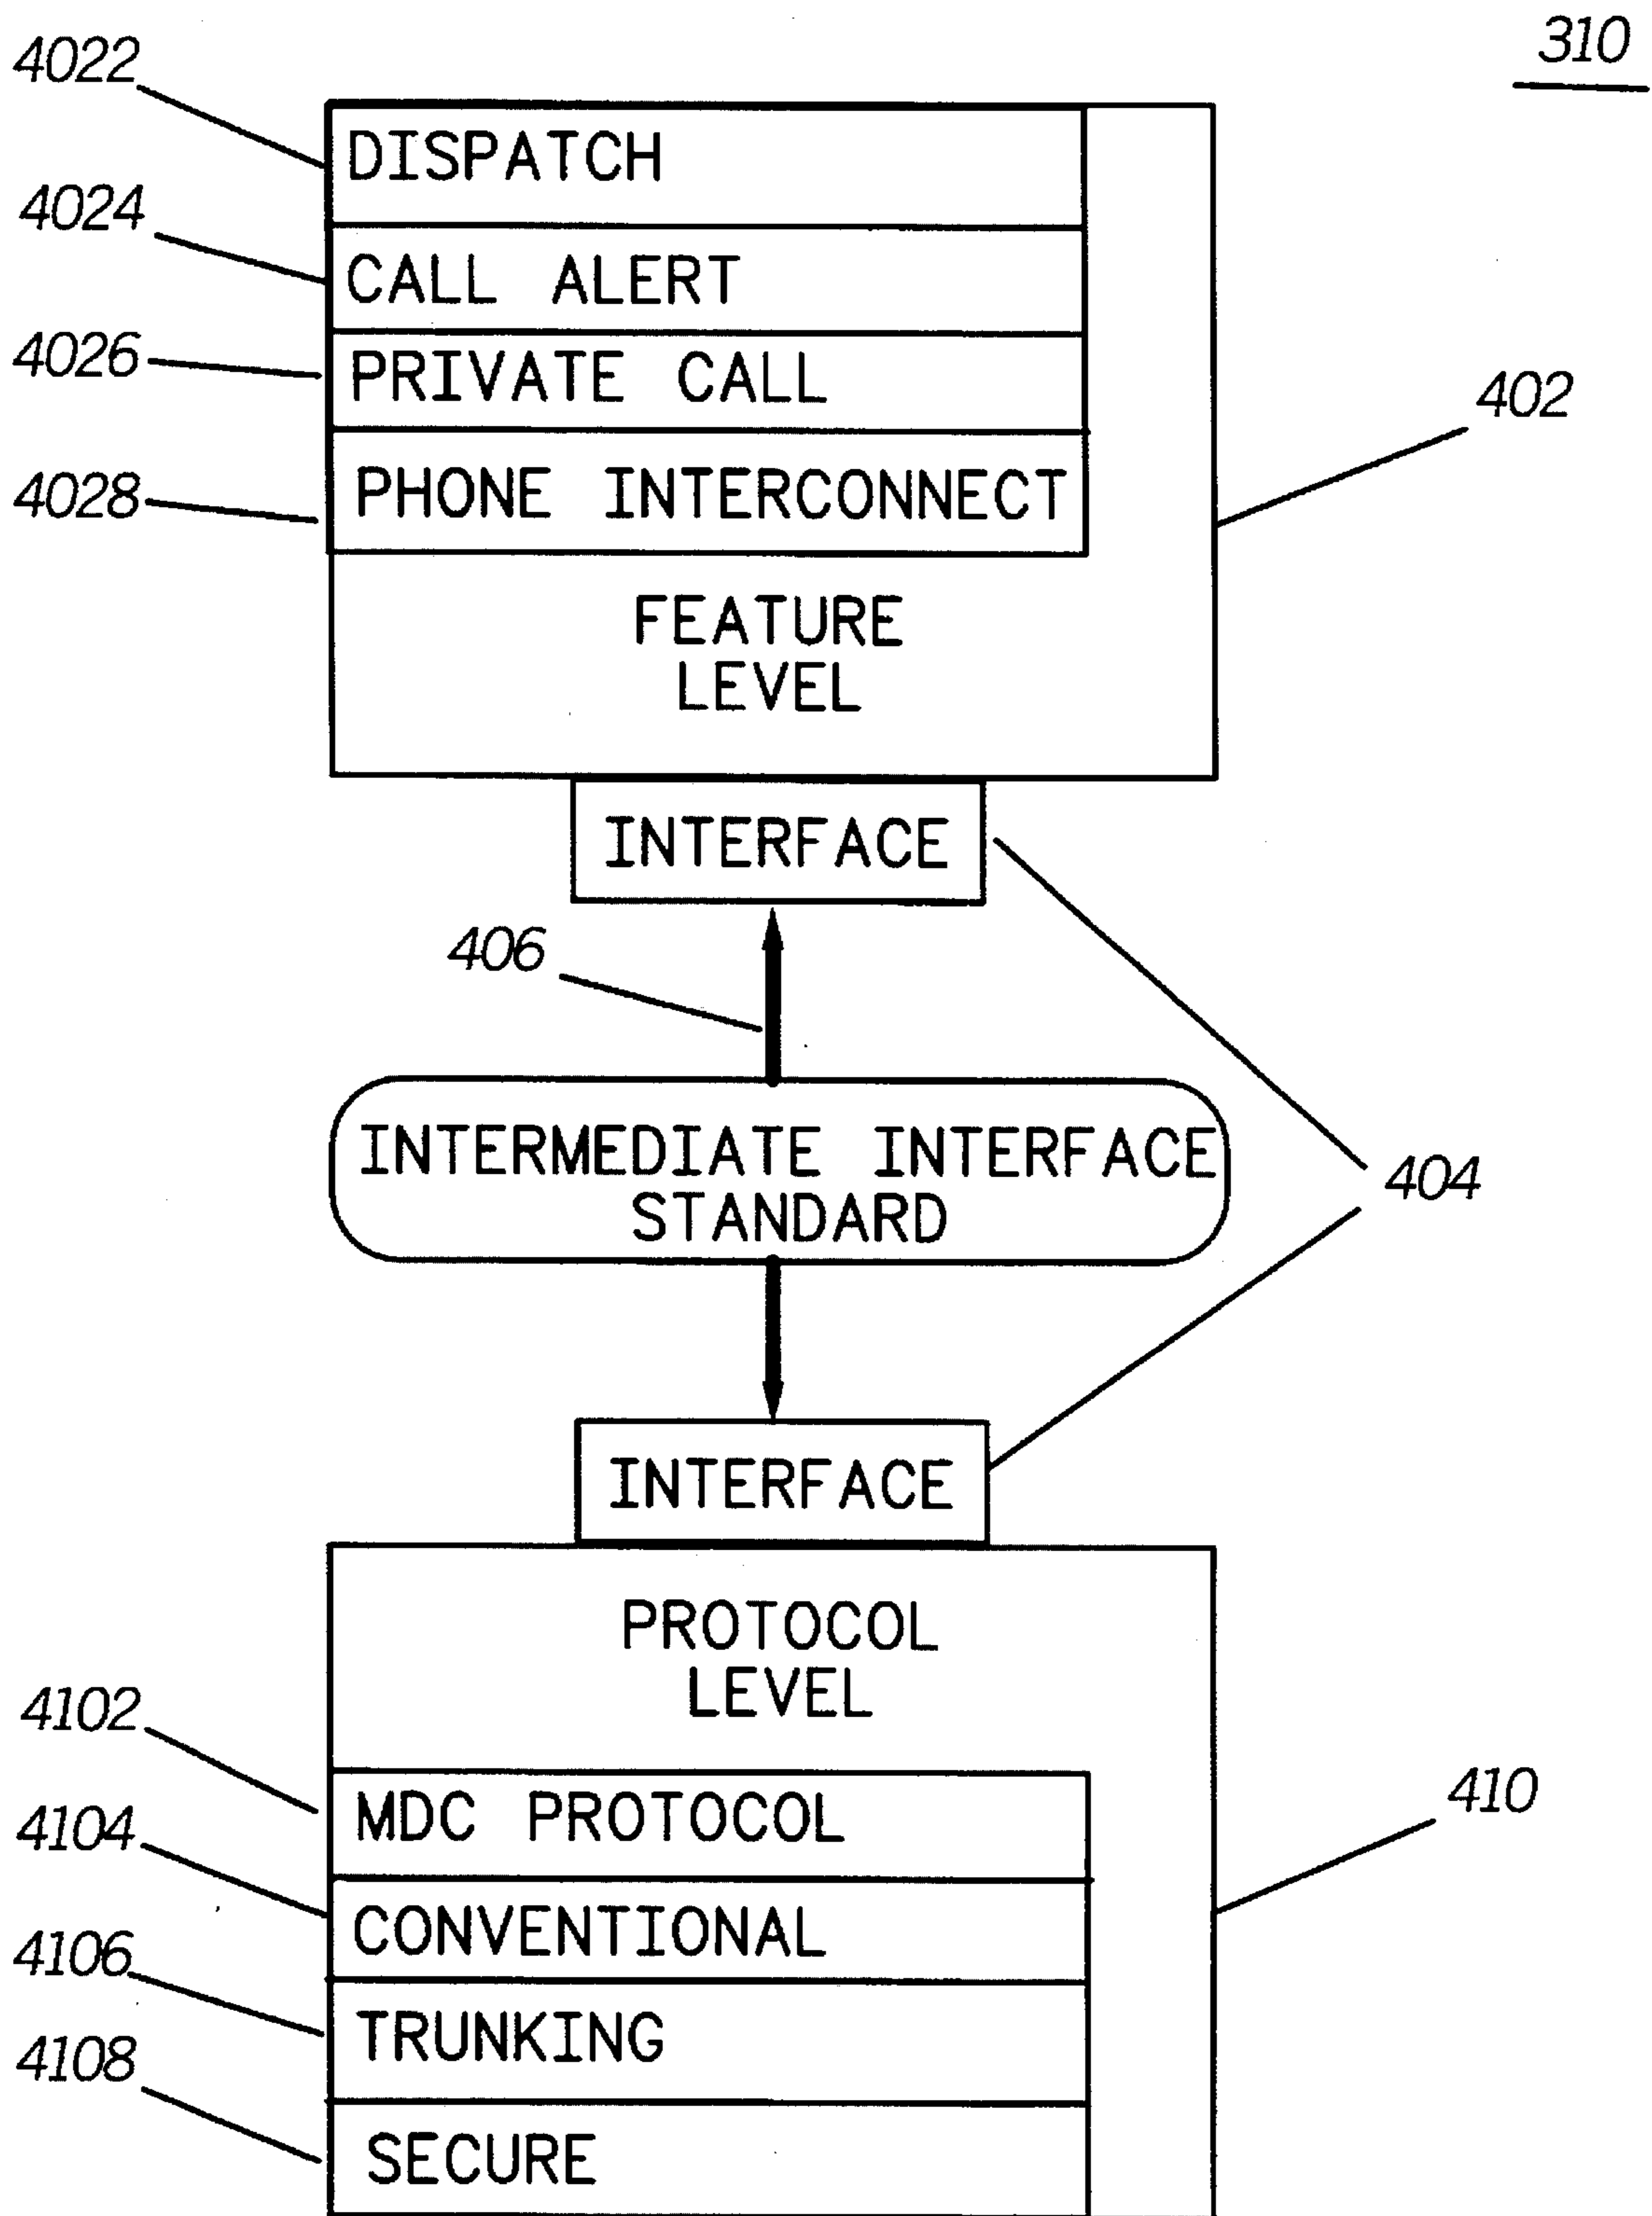 310
4022
DISPATCH
4024
CALL ALERT
4026
PRIVATE CALL
402
4028
PHONE INTERCONNECT
FEATURE
LEVEL
INTERFACE
406
INTERMEDIATE INTERFACE
STANDARD
404
INTERFACE
PROTOCOL
LEVEL
4102
MDC PROTOCOL
410
4104
CONVENTIONAL
4106
TRUNKING
4108
SECURE